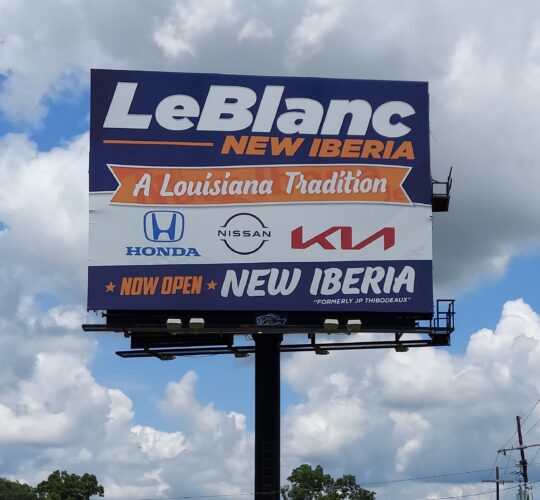 LeBlanc
NEW IBERIA
A Louisiana Tradition
HONDA
NISSAN
KIA
NOW OPEN NEW IBERIA
"FORMERLY JP THIBODEAUX"